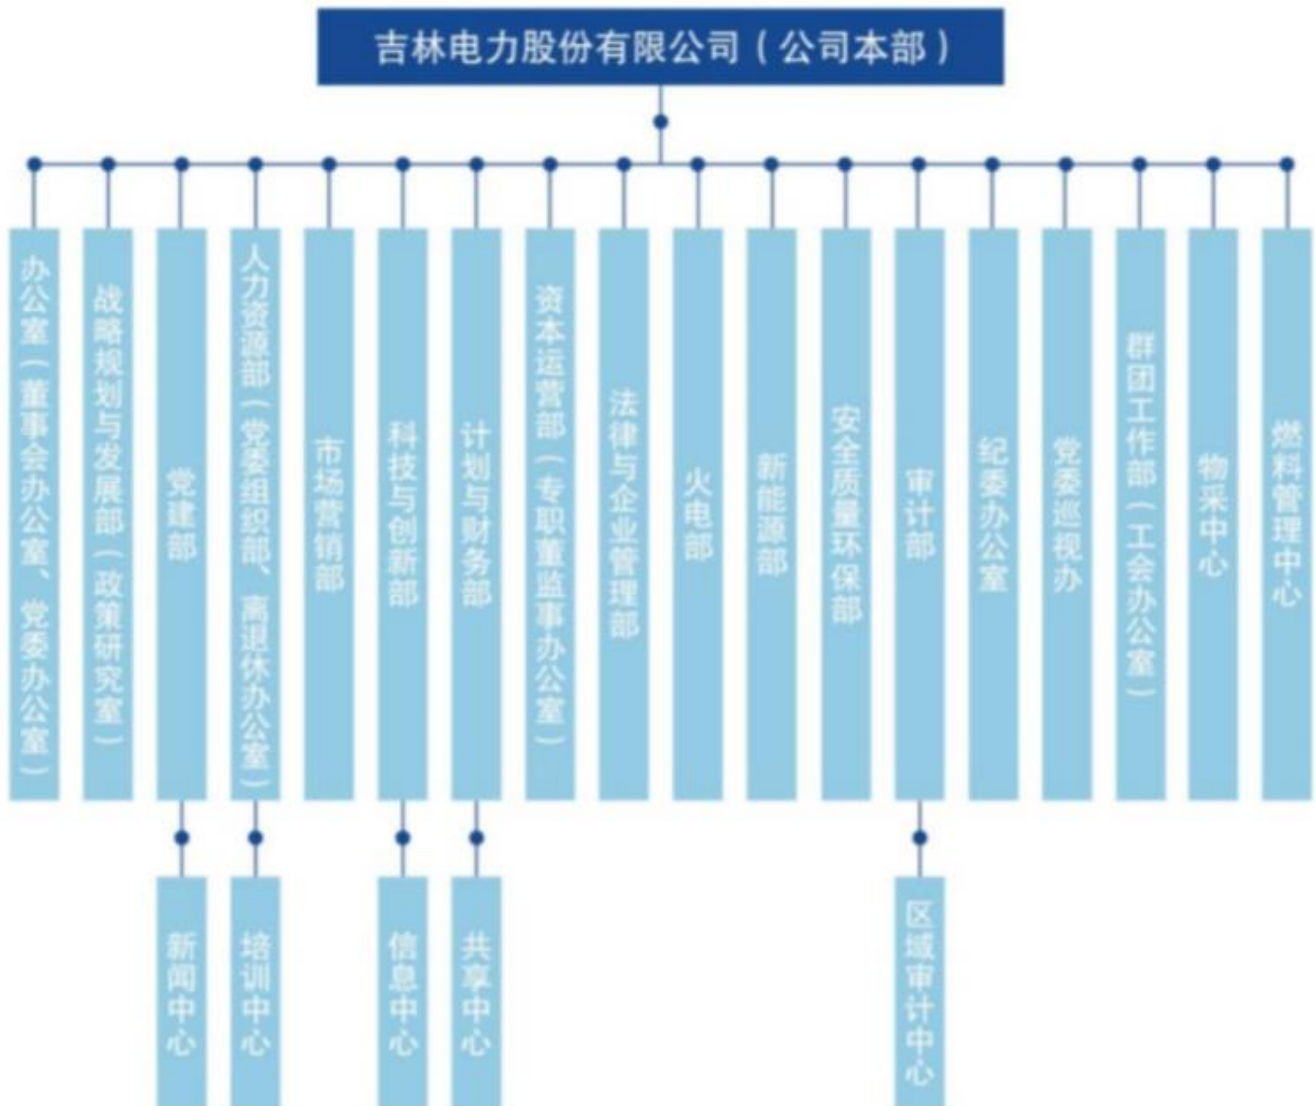 吉林电力股份有限公司（公司本部）
办公室（董事会办公室、党委办公室）
战略规划与发展部（政策研究室）
党建部
人力资源部（党委组织部、离退休办公室）
市场营销部
科技与创新部
计划与财务部
资本运营部（专职董监事办公室）
法律与企业管理部
火电部
新能源部
安全质量环保部
审计部
纪委办公室
党委巡视办
群团工作部（工会办公室）
物采中心
燃料管理中心
新闻中心
培训中心
信息中心
共享中心
区域审计中心